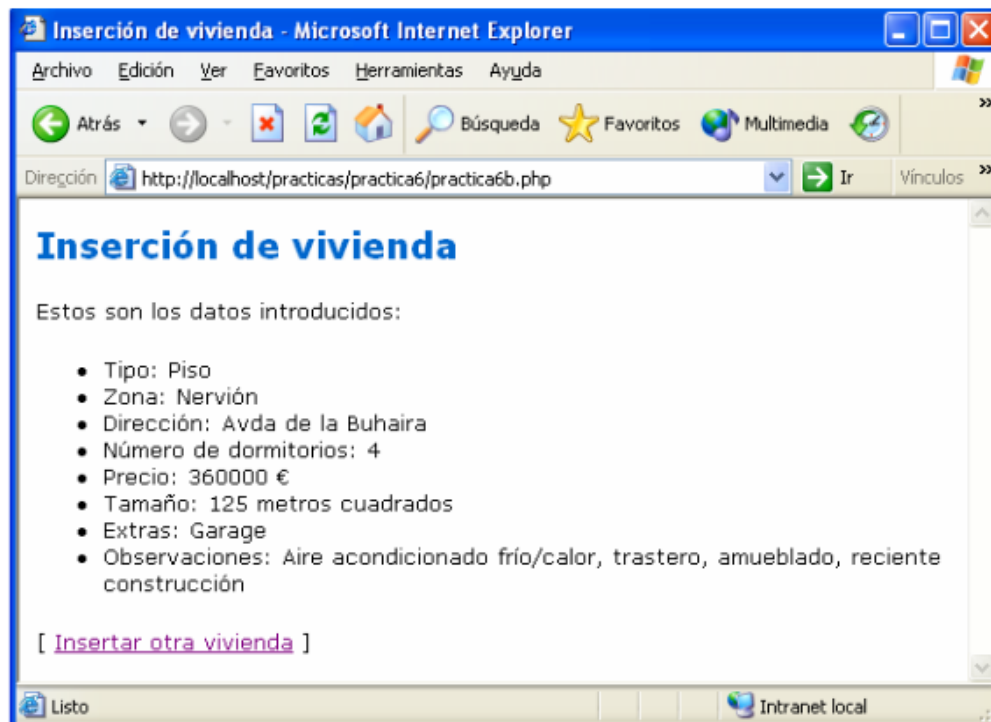 Inserción de vivienda - Microsoft Internet Explorer
Archivo Edición Ver Favoritos Herramientas Ayuda
Atrás Búsqueda Favoritos Multimedia »
Dirección http://localhost/practicas/practica6/practica6b.php Ir Vínculos »
Inserción de vivienda
Estos son los datos introducidos:
• Tipo: Piso
• Zona: Nervión
• Dirección: Avda de la Buhaira
• Número de dormitorios: 4
• Precio: 360000 €
• Tamaño: 125 metros cuadrados
• Extras: Garage
• Observaciones: Aire acondicionado frío/calor, trastero, amueblado, reciente
construcción
[ Insertar otra vivienda ]
Listo Intranet local